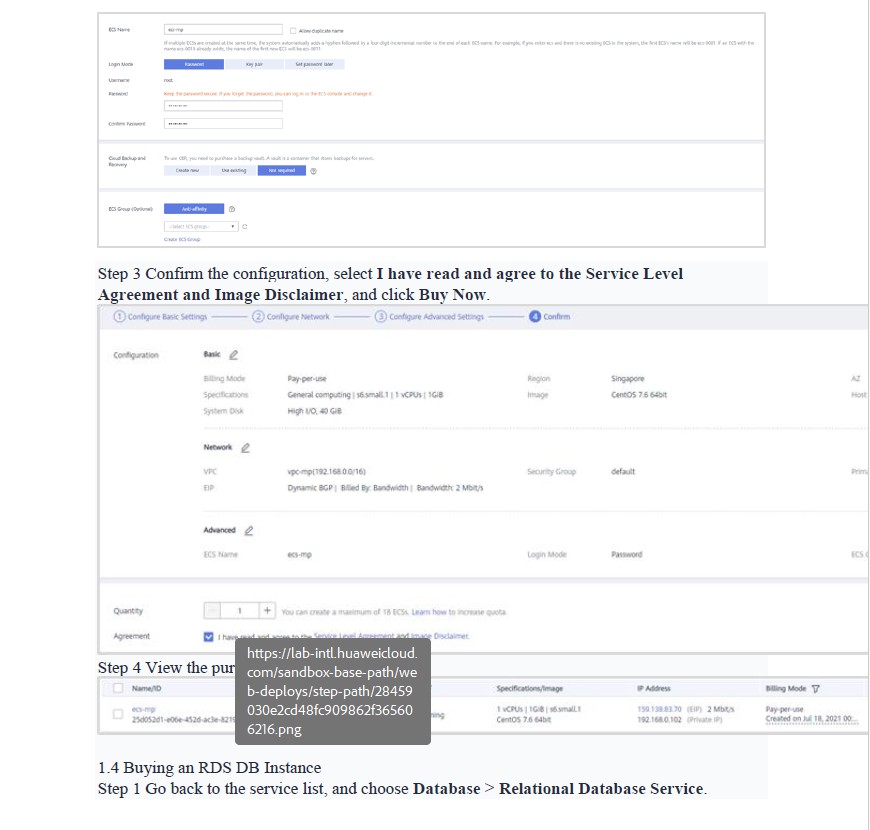 ECS Name ecs-mp Allow duplicate name
If multiple ECSs are created at the same time, the system automatically adds a hyphen followed by a four-digit incremental number to the end of each ECS name. For example, if you enter ecs and there is no existing ECS in the system, the first ECS's name will be ecs-0001. If an ECS with the
name ecs-0010 already exists, the name of the first new ECS will be ecs-0011.
Login Mode Password Key pair Set password later
Username root
Password Keep the password secure. If you forget the password, you can log in to the ECS console and change it.
Confirm Password
Cloud Backup and To use CBR, you need to purchase a backup vault. A vault is a container that stores backups for servers.
Recovery
Create new Use existing Not required
ECS Group (Optional) Anti-affinity
--Select ECS group--
Create ECS Group
Step 3 Confirm the configuration, select I have read and agree to the Service Level
Agreement and Image Disclaimer, and click Buy Now.
1 Configure Basic Settings 2 Configure Network 3 Configure Advanced Settings 4 Confirm
Configuration Basic
Billing Mode Pay-per-use Region Singapore AZ
Specifications General computing | s6.small.1 | 1 vCPUs | 1GiB Image CentOS 7.6 64bit Host
System Disk High I/O, 40 GiB
Network
VPC vpc-mp(192.168.0.0/16) Security Group default Prima
EIP Dynamic BGP | Billed By: Bandwidth | Bandwidth: 2 Mbit/s
Advanced
ECS Name ecs-mp Login Mode Password ECS G
Quantity - 1 + You can create a maximum of 18 ECSs. Learn how to increase quota.
Agreement I have read and agree to the Service Level Agreement and Image Disclaimer.
https://lab-intl.huaweicloud.
com/sandbox-base-path/we
b-deploys/step-path/28459
030e2cd48fc909862f36560
6216.png
Step 4 View the pur
Name/ID Specifications/Image IP Address Billing Mode
ecs-mp ning 1 vCPUs | 1GiB | s6.small.1 159.138.83.70 (EIP) 2 Mbit/s Pay-per-use
25d052d1-e06e-452d-ac3e-8219 CentOS 7.6 64bit 192.168.0.102 (Private IP) Created on Jul 18, 2021 00:...
1.4 Buying an RDS DB Instance
Step 1 Go back to the service list, and choose Database > Relational Database Service.